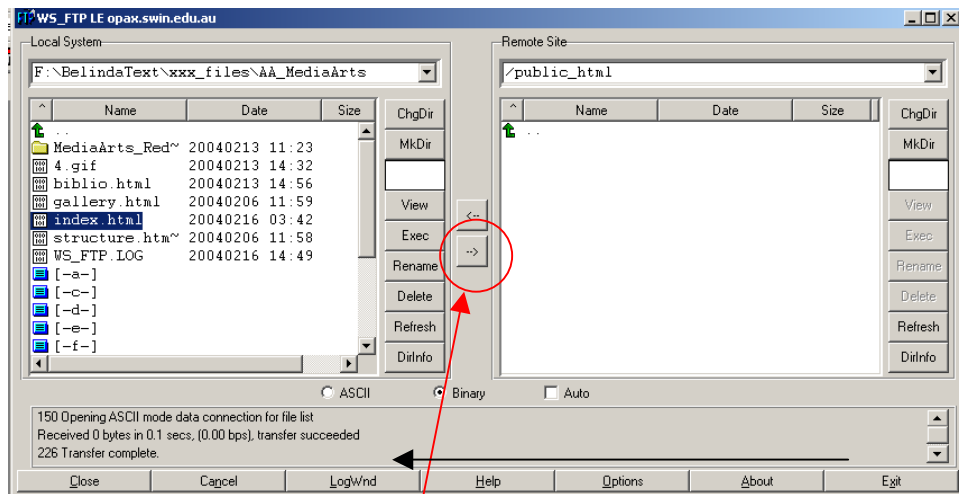 WS_FTP LE opax.swin.edu.au
Local System
F:\BelindaText\xxx_files\AA_MediaArts
^ Name Date Size
..
MediaArts_Red~ 20040213 11:23
4.gif 20040213 14:32
biblio.html 20040213 14:56
gallery.html 20040206 11:59
index.html 20040216 03:42
structure.htm~ 20040206 11:58
WS_FTP.LOG 20040216 14:49
[-a-]
[-c-]
[-d-]
[-e-]
[-f-]
ChgDir
MkDir
View
Exec
Rename
Delete
Refresh
DirInfo
<--
-->
Remote Site
/public_html
^ Name Date Size
..
ChgDir
MkDir
View
Exec
Rename
Delete
Refresh
DirInfo
ASCII Binary Auto
150 Opening ASCII mode data connection for file list
Received 0 bytes in 0.1 secs, (0.00 bps), transfer succeeded
226 Transfer complete.
Close Cancel LogWnd Help Options About Exit